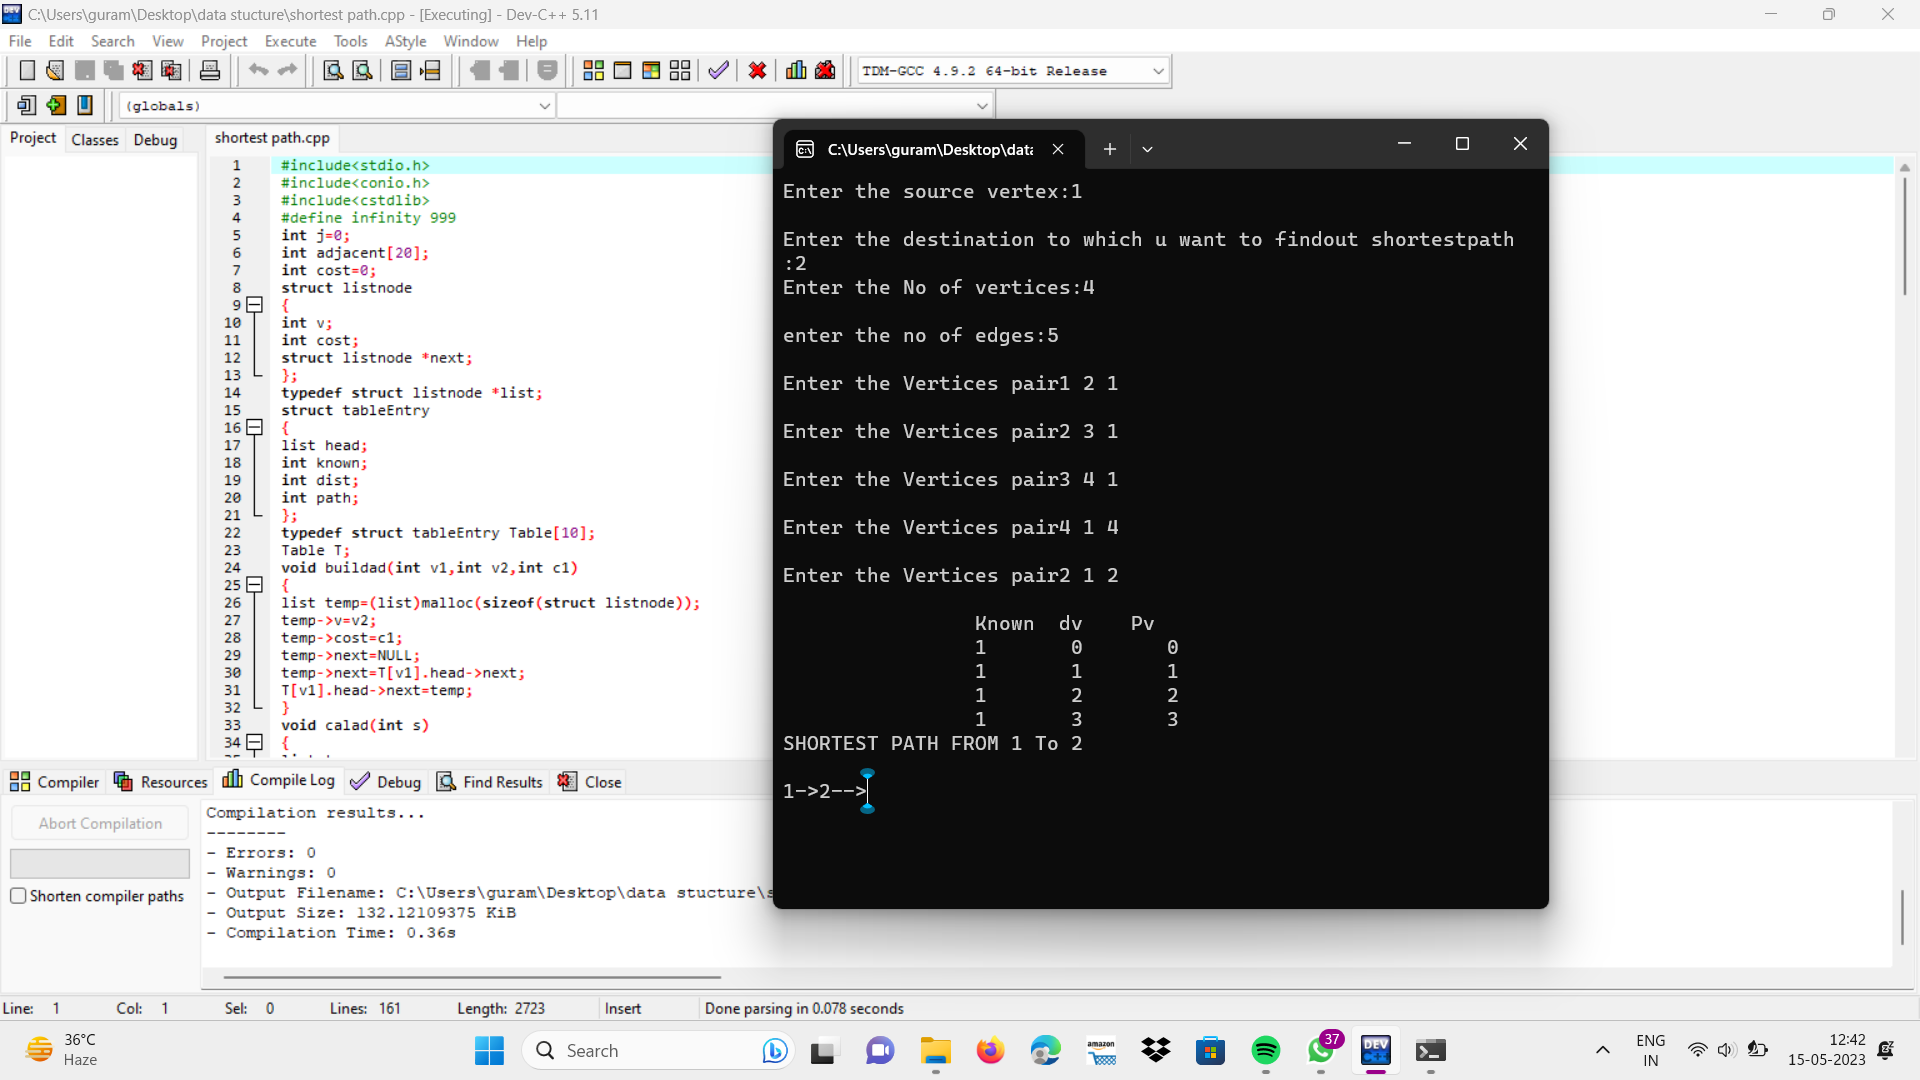 C:\Users\guram\Desktop\data stucture\shortest path.cpp - [Executing] - Dev-C++ 5.11
File Edit Search View Project Execute Tools AStyle Window Help
TDM-GCC 4.9.2 64-bit Release
(globals)
Project Classes Debug
shortest path.cpp
1 #include<stdio.h>
2 #include<conio.h>
3 #include<cstdlib>
4 #define infinity 999
5 int j=0;
6 int adjacent[20];
7 int cost=0;
8 struct listnode
9 {
10 int v;
11 int cost;
12 struct listnode *next;
13 };
14 typedef struct listnode *list;
15 struct tableEntry
16 {
17 list head;
18 int known;
19 int dist;
20 int path;
21 };
22 typedef struct tableEntry Table[10];
23 Table T;
24 void buildad(int v1,int v2,int c1)
25 {
26 list temp=(list)malloc(sizeof(struct listnode));
27 temp->v=v2;
28 temp->cost=c1;
29 temp->next=NULL;
30 temp->next=T[v1].head->next;
31 T[v1].head->next=temp;
32 }
33 void calad(int s)
34 {
C:\Users\guram\Desktop\data
Enter the source vertex:1
Enter the destination to which u want to findout shortestpath
:2
Enter the No of vertices:4
enter the no of edges:5
Enter the Vertices pair1 2 1
Enter the Vertices pair2 3 1
Enter the Vertices pair3 4 1
Enter the Vertices pair4 1 4
Enter the Vertices pair2 1 2
Known dv Pv
1 0 0
1 1 1
1 2 2
1 3 3
SHORTEST PATH FROM 1 To 2
1->2-->
Compiler Resources Compile Log Debug Find Results Close
Abort Compilation
Shorten compiler paths
Compilation results...
--------
- Errors: 0
- Warnings: 0
- Output Filename: C:\Users\guram\Desktop\data stucture\s
- Output Size: 132.12109375 KiB
- Compilation Time: 0.36s
Line: 1 Col: 1 Sel: 0 Lines: 161 Length: 2723 Insert Done parsing in 0.078 seconds
36°C
Haze
Search
amazon
37
DEV
C++
ENG
IN
12:42
15-05-2023